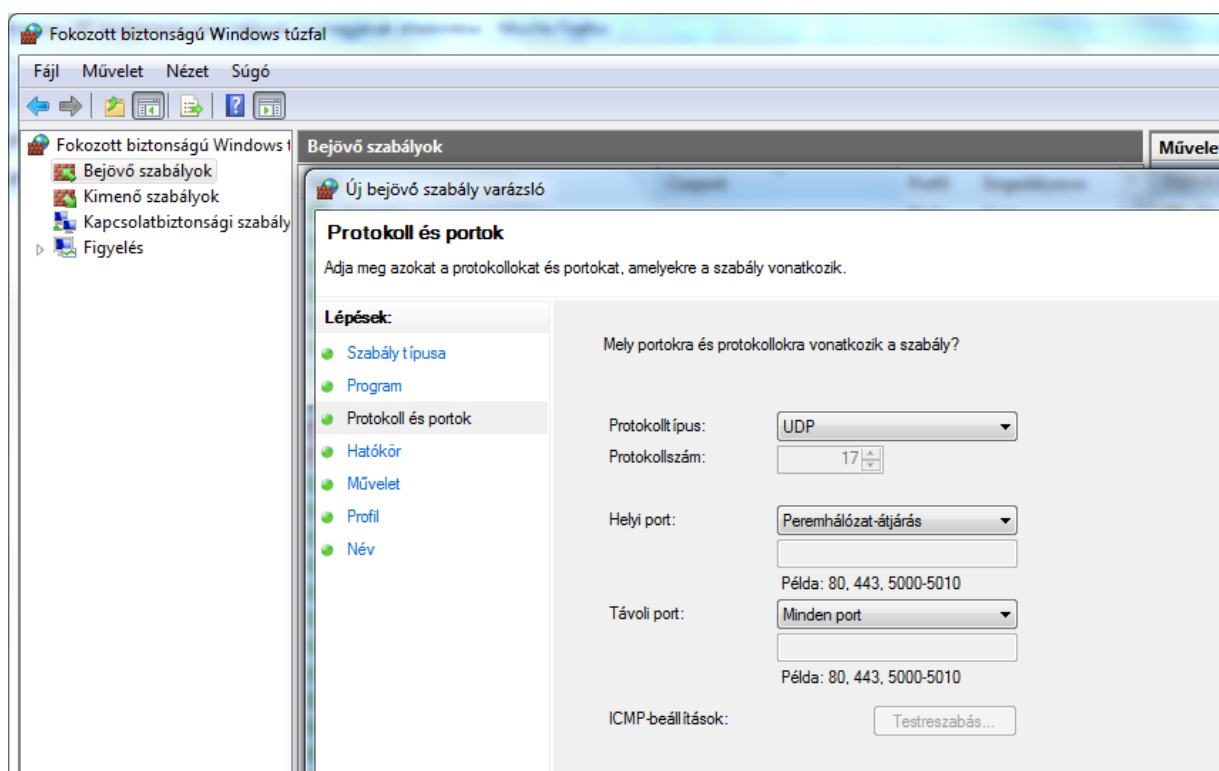 Fokozott biztonságú Windows tűzfal
Fájl Művelet Nézet Súgó
Fokozott biztonságú Windows t
Bejövő szabályok
Kimenő szabályok
Kapcsolatbiztonsági szabály
Figyelés
Bejövő szabályok
Művele
Új bejövő szabály varázsló
Protokoll és portok
Adja meg azokat a protokollokat és portokat, amelyekre a szabály vonatkozik.
Lépések:
Szabály típusa
Program
Protokoll és portok
Hatókör
Művelet
Profil
Név
Mely portokra és protokollokra vonatkozik a szabály?
Protokolltípus: UDP
Protokollszám: 17
Helyi port: Peremhálózat-átjárás
Példa: 80, 443, 5000-5010
Távoli port: Minden port
Példa: 80, 443, 5000-5010
ICMP-beállítások: Testreszabás...